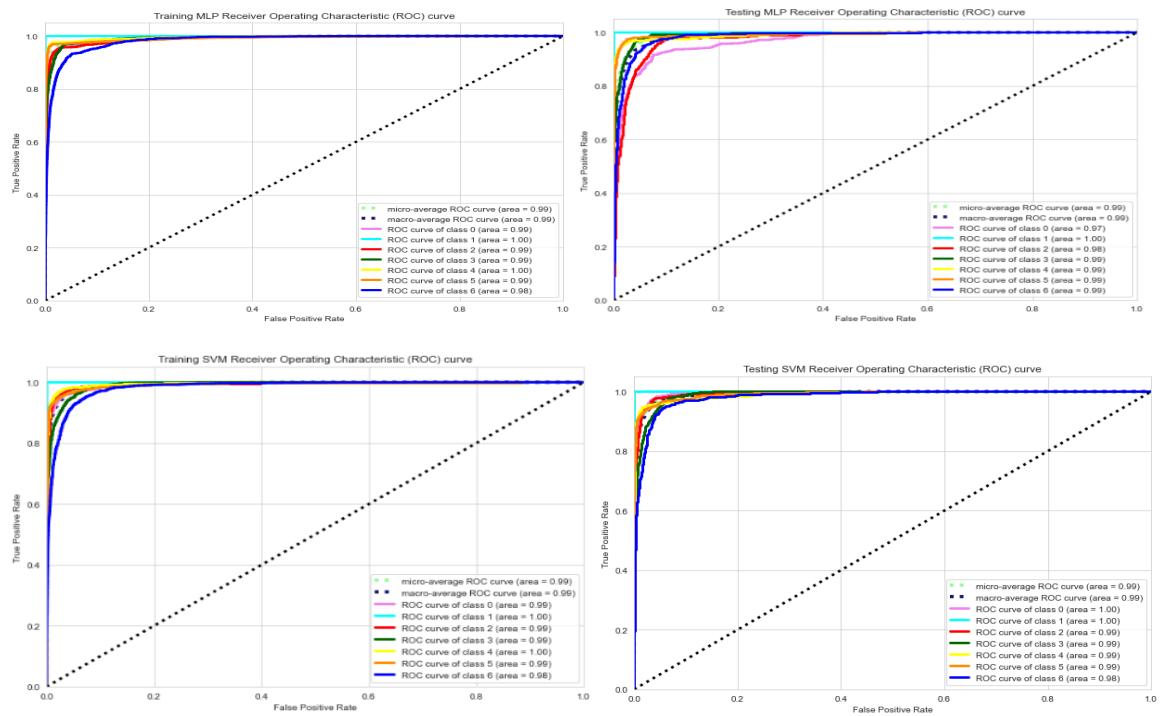 Training MLP Receiver Operating Characteristic (ROC) curve
1.0
0.8
0.6
0.4
0.2
0.0
True Positive Rate
micro-average ROC curve (area = 0.99)
macro-average ROC curve (area = 0.99)
ROC curve of class 0 (area = 0.99)
ROC curve of class 1 (area = 1.00)
ROC curve of class 2 (area = 0.99)
ROC curve of class 3 (area = 0.99)
ROC curve of class 4 (area = 1.00)
ROC curve of class 5 (area = 0.99)
ROC curve of class 6 (area = 0.98)
0.0 0.2 0.4 0.6 0.8 1.0
False Positive Rate
Testing MLP Receiver Operating Characteristic (ROC) curve
1.0
0.8
0.6
0.4
0.2
0.0
True Positive Rate
micro-average ROC curve (area = 0.99)
macro-average ROC curve (area = 0.99)
ROC curve of class 0 (area = 0.97)
ROC curve of class 1 (area = 1.00)
ROC curve of class 2 (area = 0.98)
ROC curve of class 3 (area = 0.99)
ROC curve of class 4 (area = 0.99)
ROC curve of class 5 (area = 0.99)
ROC curve of class 6 (area = 0.99)
0.0 0.2 0.4 0.6 0.8 1.0
False Positive Rate
Training SVM Receiver Operating Characteristic (ROC) curve
1.0
0.8
0.6
0.4
0.2
0.0
True Positive Rate
micro-average ROC curve (area = 0.99)
macro-average ROC curve (area = 0.99)
ROC curve of class 0 (area = 0.99)
ROC curve of class 1 (area = 1.00)
ROC curve of class 2 (area = 0.99)
ROC curve of class 3 (area = 0.99)
ROC curve of class 4 (area = 1.00)
ROC curve of class 5 (area = 0.99)
ROC curve of class 6 (area = 0.98)
0.0 0.2 0.4 0.6 0.8 1.0
False Positive Rate
Testing SVM Receiver Operating Characteristic (ROC) curve
1.0
0.8
0.6
0.4
0.2
0.0
True Positive Rate
micro-average ROC curve (area = 0.99)
macro-average ROC curve (area = 0.99)
ROC curve of class 0 (area = 1.00)
ROC curve of class 1 (area = 1.00)
ROC curve of class 2 (area = 0.99)
ROC curve of class 3 (area = 0.99)
ROC curve of class 4 (area = 0.99)
ROC curve of class 5 (area = 0.99)
ROC curve of class 6 (area = 0.98)
0.0 0.2 0.4 0.6 0.8 1.0
False Positive Rate